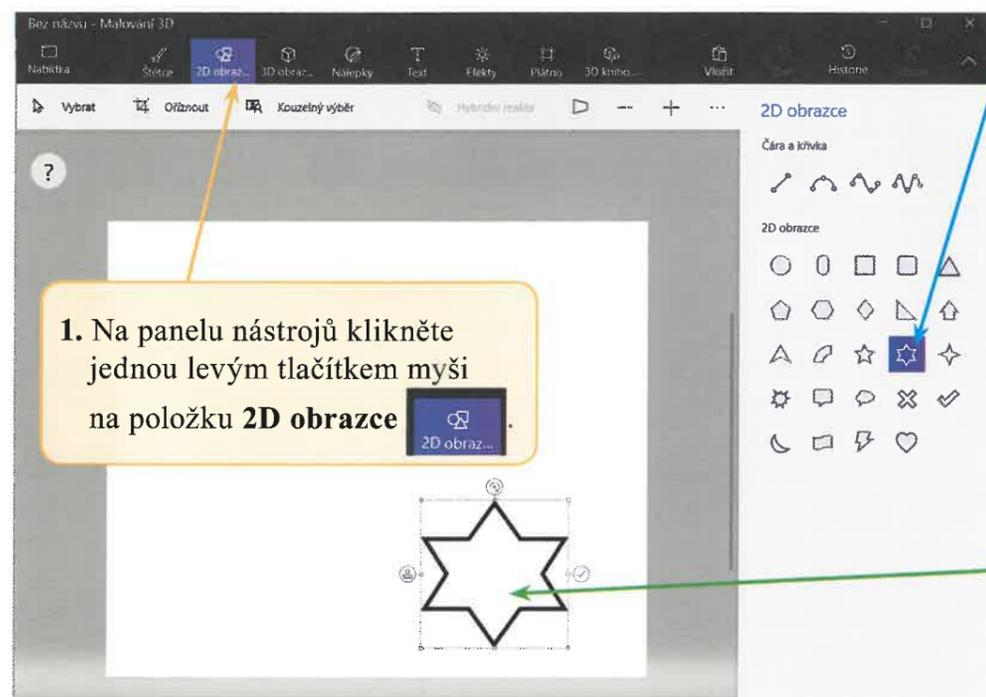 Bez názvu - Malování 3D
Nabídka
Štětce
2D obraz...
3D obraz...
Nálepky
Text
Efekty
Plátno
3D kniho...
Vložit
Historie
Vybrat
Oříznout
Kouzelný výběr
Hybridní realita
2D obrazce
Čára a křivka
2D obrazce
?
1. Na panelu nástrojů klikněte
jednou levým tlačítkem myši
na položku 2D obrazce 2D obraz... .